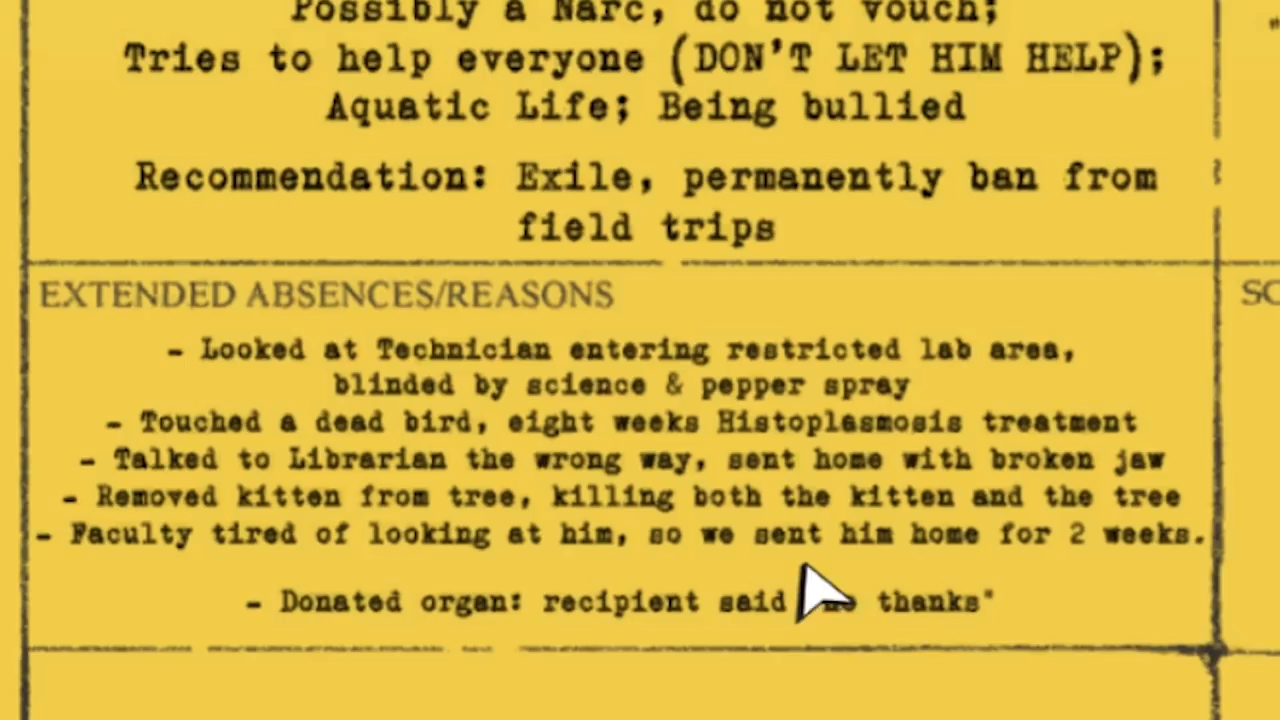 Possibly a Narc, do not vouch;
Tries to help everyone (DON'T LET HIM HELP);
Aquatic Life; Being bullied
Recommendation: Exile, permanently ban from
field trips
EXTENDED ABSENCES/REASONS
- Looked at Technician entering restricted lab area,
blinded by science & pepper spray
- Touched a dead bird, eight weeks Histoplasmosis treatment
- Talked to Librarian the wrong way, sent home with broken jaw
- Removed kitten from tree, killing both the kitten and the tree
- Faculty tired of looking at him, so we sent him home for 2 weeks.
- Donated organ: recipient said thanks"